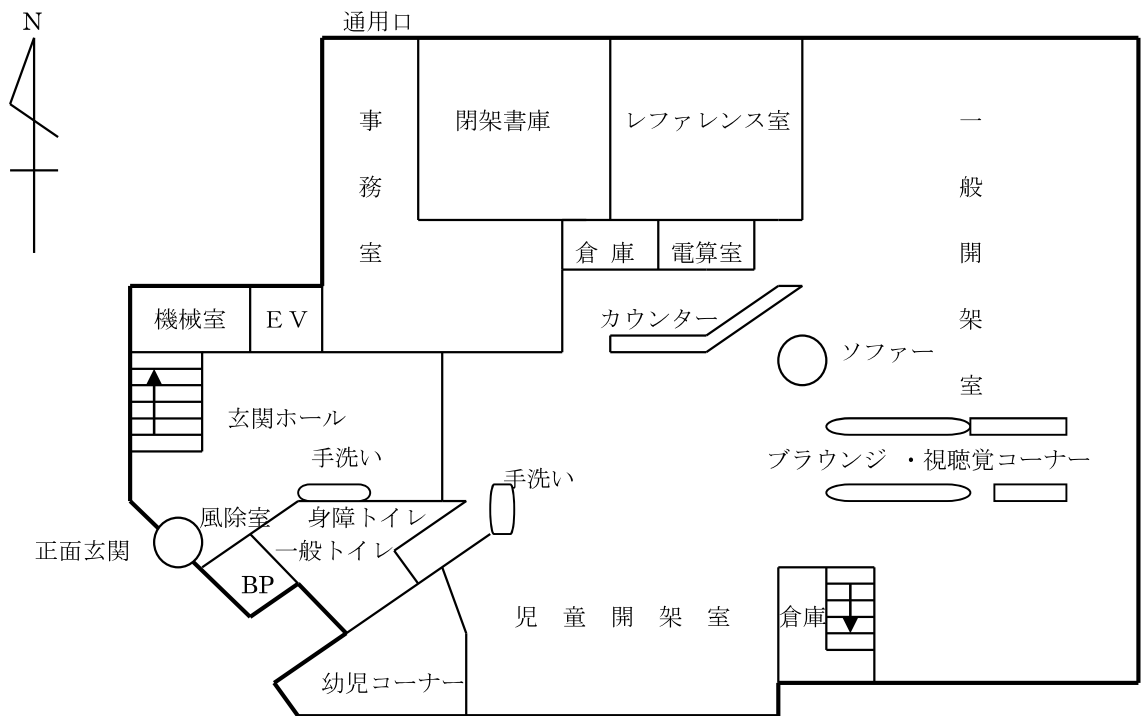 N
通用口
事務室
閉架書庫
レファレンス室
一般開架室
倉庫
電算室
機械室
EV
カウンター
ソファー
玄関ホール
手洗い
ブラウンジ ・視聴覚コーナー
手洗い
風除室
身障トイレ
正面玄関
一般トイレ
BP
児童開架室
倉庫
幼児コーナー